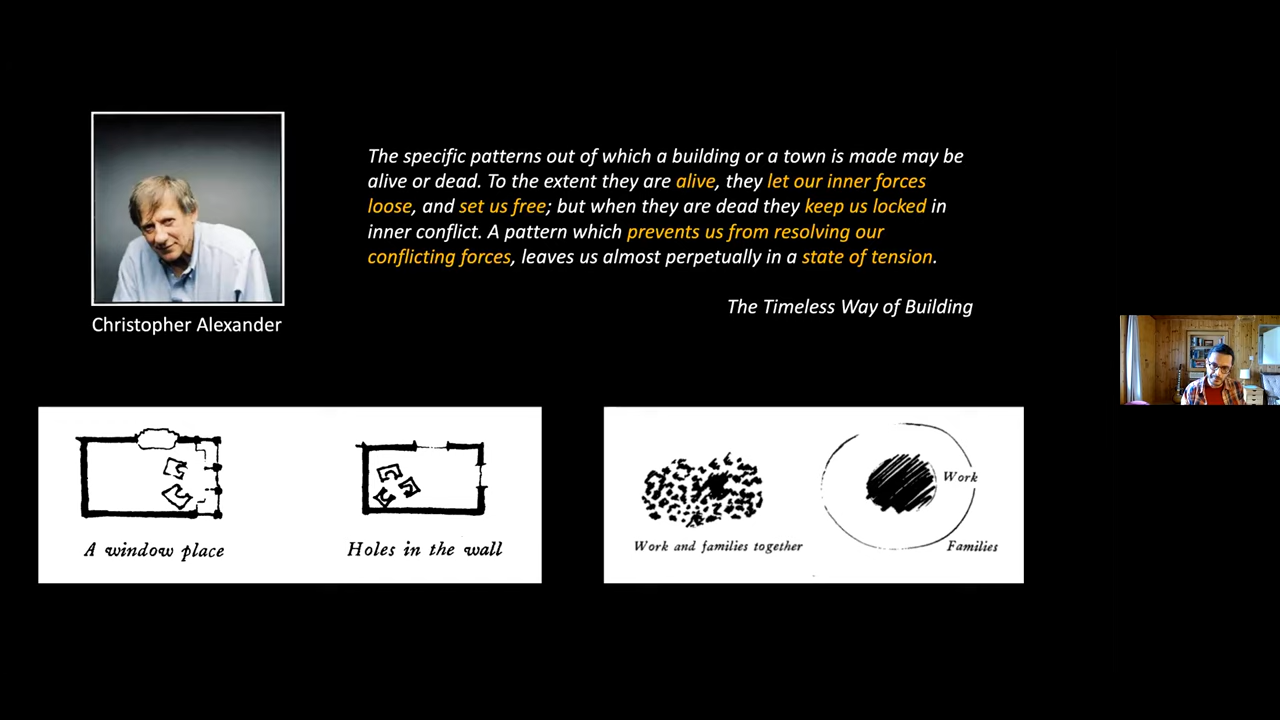 The specific patterns out of which a building or a town is made may be
alive or dead. To the extent they are alive, they let our inner forces
loose, and set us free; but when they are dead they keep us locked in
inner conflict. A pattern which prevents us from resolving our
conflicting forces, leaves us almost perpetually in a state of tension.
The Timeless Way of Building
Christopher Alexander
A window place
Holes in the wall
Work and families together
Work
Families